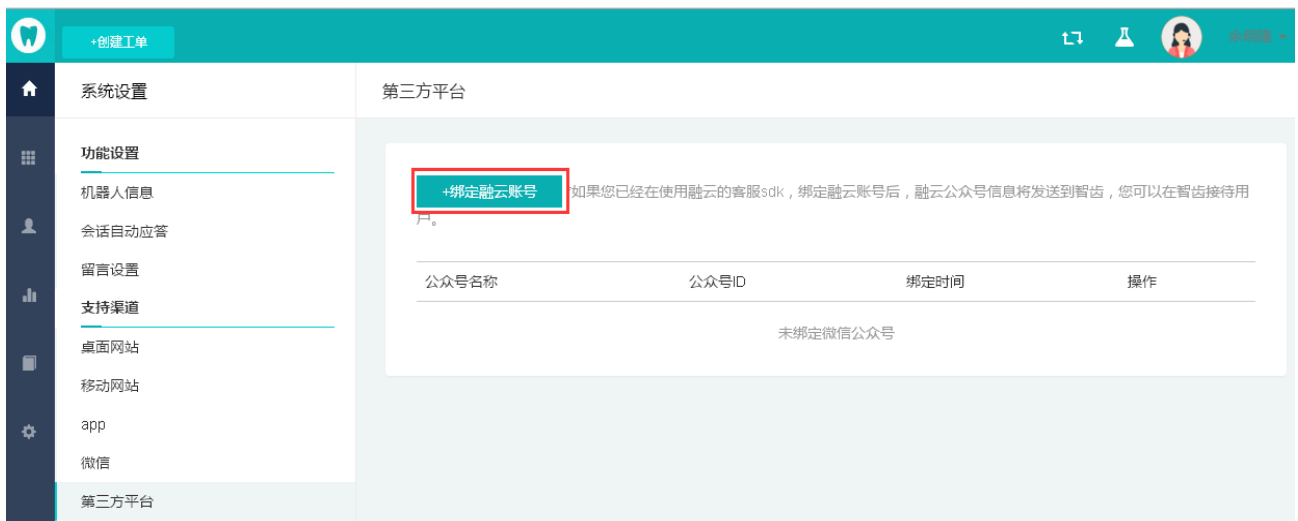 +创建工单
系统设置
第三方平台
功能设置
机器人信息
会话自动应答
留言设置
支持渠道
桌面网站
移动网站
app
微信
第三方平台
+绑定融云账号
如果您已经在使用融云的客服sdk，绑定融云账号后，融云公众号信息将发送到智齿，您可以在智齿接待用
户。
公众号名称 公众号ID 绑定时间 操作
未绑定微信公众号